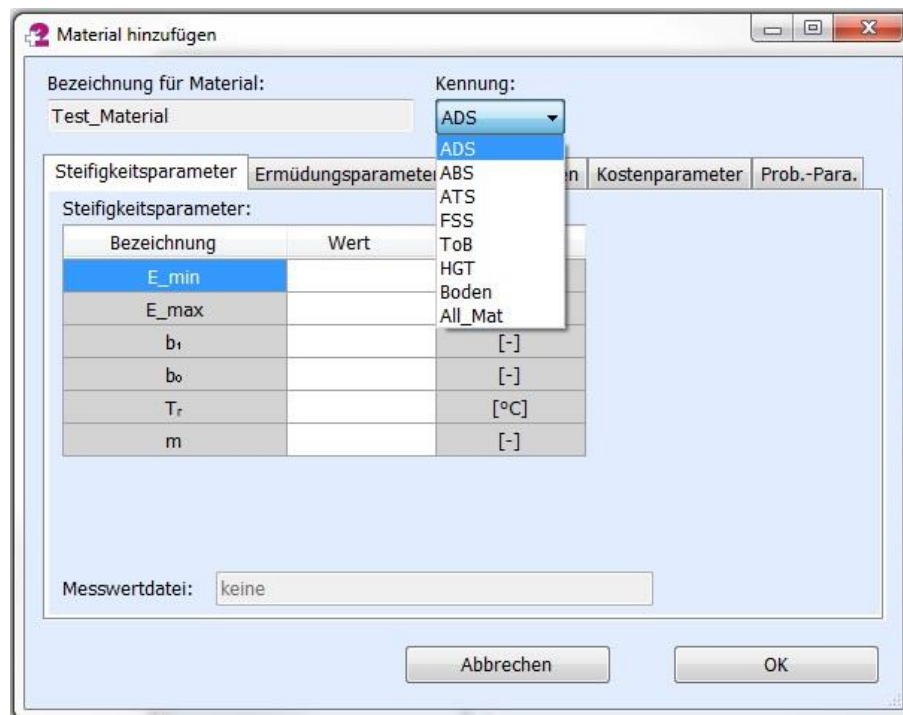 Material hinzufügen
Bezeichnung für Material:
Kennung:
Test_Material
ADS
ADS
ABS
ATS
FSS
ToB
HGT
Boden
All_Mat
Steifigkeitsparameter
Kostenparameter
Prob.-Para.
Steifigkeitsparameter:
Bezeichnung Wert
E_min
E_max
b₁ [-]
b₀ [-]
Tᵣ [°C]
m [-]
Messwertdatei: keine
Abbrechen
OK